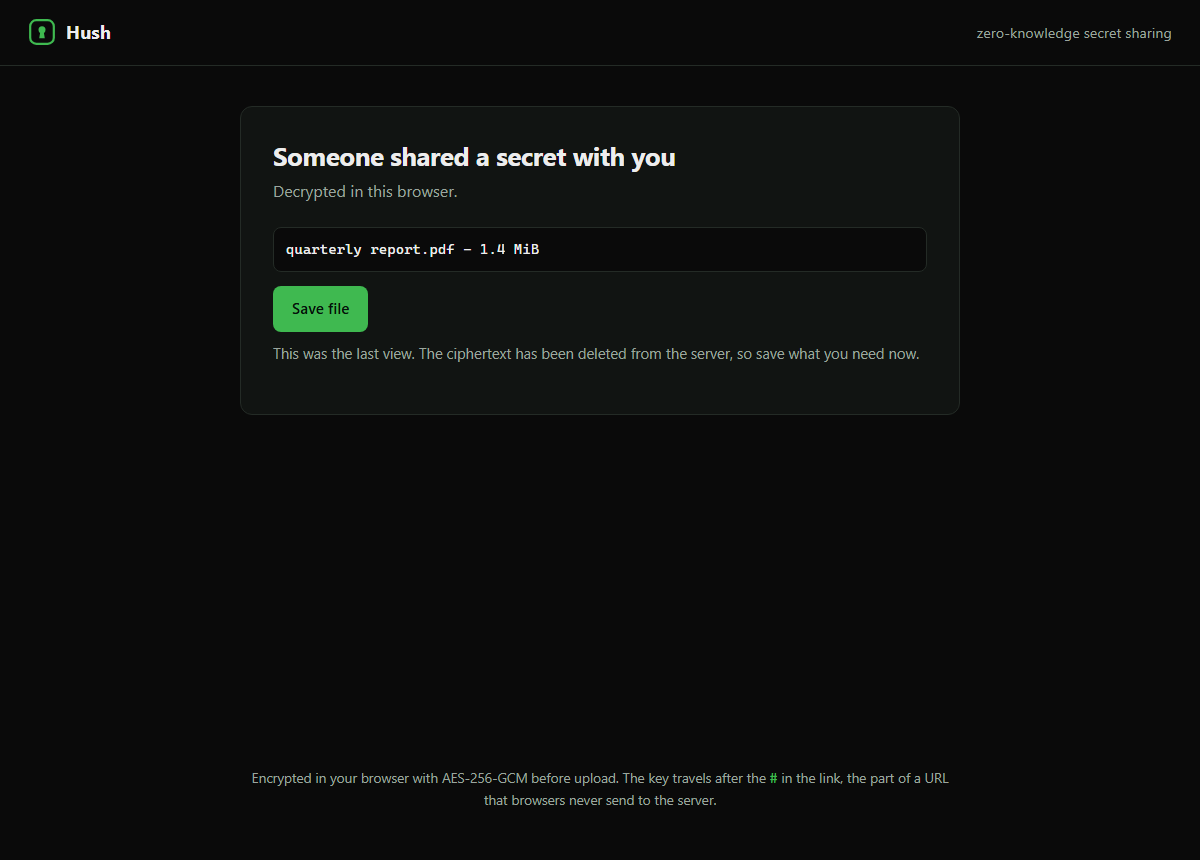 Hush
zero-knowledge secret sharing
Someone shared a secret with you
Decrypted in this browser.
quarterly report.pdf – 1.4 MiB
Save file
This was the last view. The ciphertext has been deleted from the server, so save what you need now.
Encrypted in your browser with AES-256-GCM before upload. The key travels after the # in the link, the part of a URL
that browsers never send to the server.